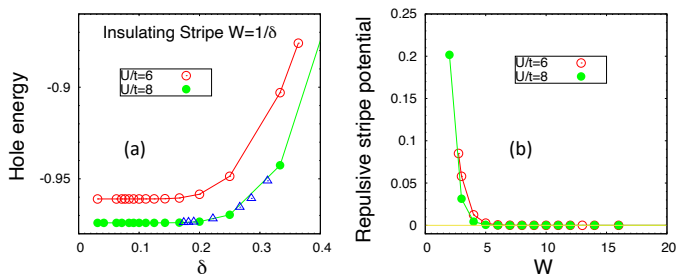 Insulating Stripe W=1/δ
U/t=6
U/t=8
(a)
Hole energy
-0.9
-0.95
0 0.1 0.2 0.3 0.4
δ
U/t=6
U/t=8
(b)
Repulsive stripe potential
0.25
0.2
0.15
0.1
0.05
0
0 5 10 15 20
W